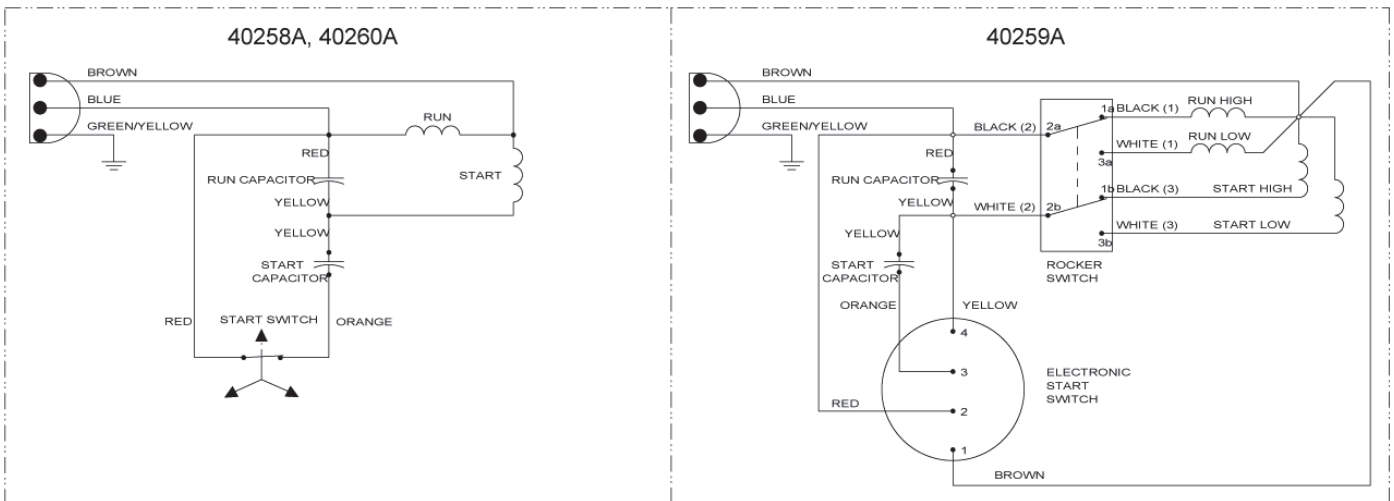 40258A, 40260A
BROWN
BLUE
GREEN/YELLOW
RUN
RED
START
RUN CAPACITOR
YELLOW
YELLOW
START
CAPACITOR
RED
START SWITCH
ORANGE
40259A
BROWN
BLUE
GREEN/YELLOW
BLACK (2)
2a
1a
BLACK (1)
RUN HIGH
RED
WHITE (1)
RUN LOW
3a
RUN CAPACITOR
YELLOW
1b
BLACK (3)
START HIGH
WHITE (2)
2b
WHITE (3)
START LOW
3b
YELLOW
START
CAPACITOR
ROCKER
SWITCH
ORANGE
YELLOW
4
3
ELECTRONIC
START
SWITCH
RED
2
1
BROWN